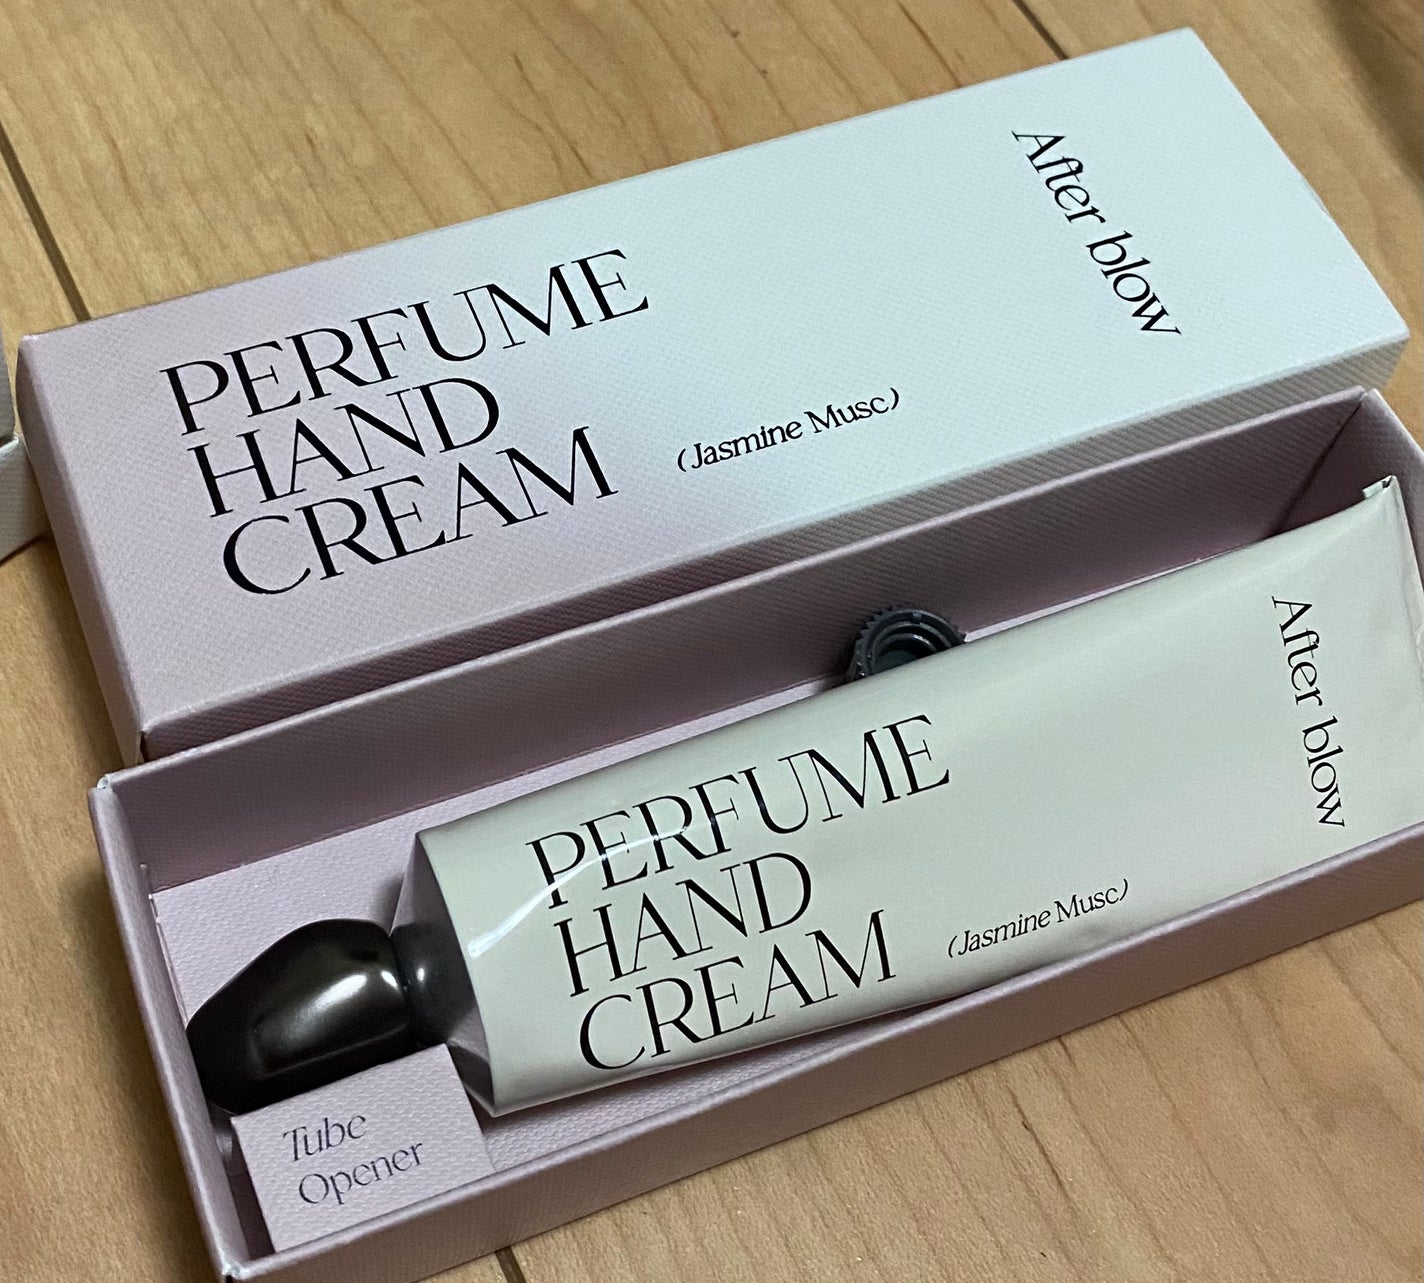 After blow
PERFUME
HAND
CREAM
(Jasmine Musc)
After blow
PERFUME
HAND
CREAM
(Jasmine Musc)
Tube
Opener